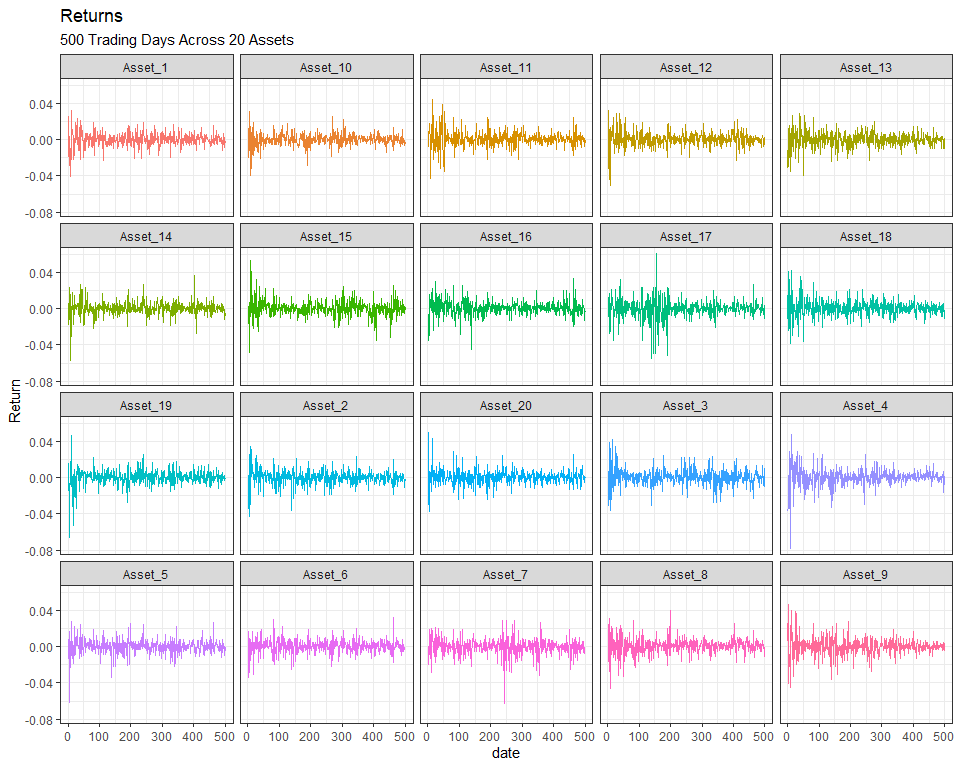 Returns
500 Trading Days Across 20 Assets
Asset_1 Asset_10 Asset_11 Asset_12 Asset_13
0.04
0.00
-0.04
-0.08
Asset_14 Asset_15 Asset_16 Asset_17 Asset_18
0.04
0.00
-0.04
-0.08
Return
Asset_19 Asset_2 Asset_20 Asset_3 Asset_4
0.04
0.00
-0.04
-0.08
Asset_5 Asset_6 Asset_7 Asset_8 Asset_9
0.04
0.00
-0.04
-0.08
0 100 200 300 400 500 0 100 200 300 400 500 0 100 200 300 400 500 0 100 200 300 400 500 0 100 200 300 400 500
date